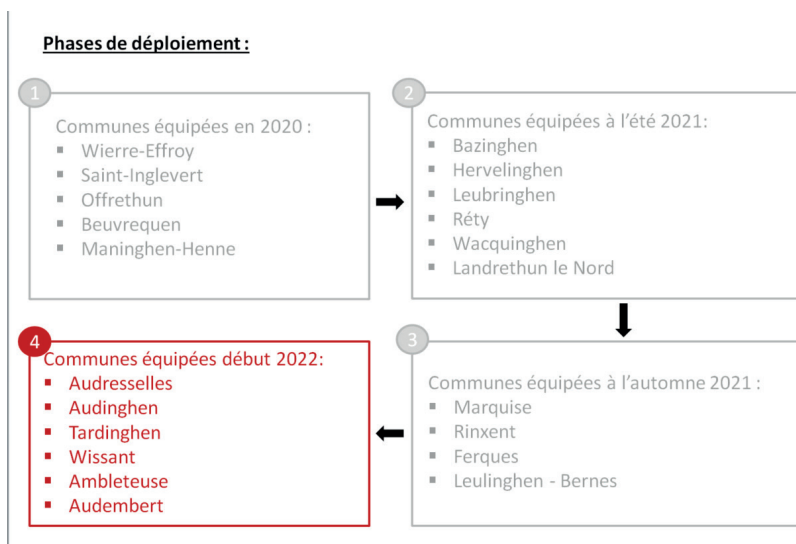 Phases de déploiement :
1
Communes équipées en 2020 :
▪ Wierre-Effroy
▪ Saint-Inglevert
▪ Offrethun
▪ Beuvrequen
▪ Maninghen-Henne
2
Communes équipées à l'été 2021:
▪ Bazinghen
▪ Hervelinghen
▪ Leubringhen
▪ Réty
▪ Wacquinghen
▪ Landrethun le Nord
3
Communes équipées à l'automne 2021 :
▪ Marquise
▪ Rinxent
▪ Ferques
▪ Leulinghen - Bernes
4
Communes équipées début 2022:
▪ Audresselles
▪ Audinghen
▪ Tardinghen
▪ Wissant
▪ Ambleteuse
▪ Audembert